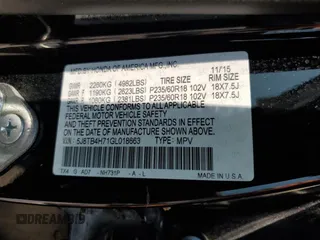 MFD BY HONDA OF AMERICA MFG., INC. 11/15
GVWR 2260KG (4982LBS) TIRE SIZE RIM SIZE
GAWR F 1190KG (2623LBS) P235/60R18 102V 18X7.5J
GAWR R 1080KG (2381LBS) P235/60R18 102V 18X7.5J
THIS VEHICLE CONFORMS TO ALL APPLICABLE
FEDERAL MOTOR VEHICLE SAFETY AND
THEFT PREVENTION STANDARDS IN EFFECT ON
THE DATE OF MANUFACTURE SHOWN ABOVE.
V.I.N.: 5J8TB4H71GL018663 TYPE: MPV
TX4 G A07 -NH731P -A -L
MADE IN U.S.A.
DREAMBID